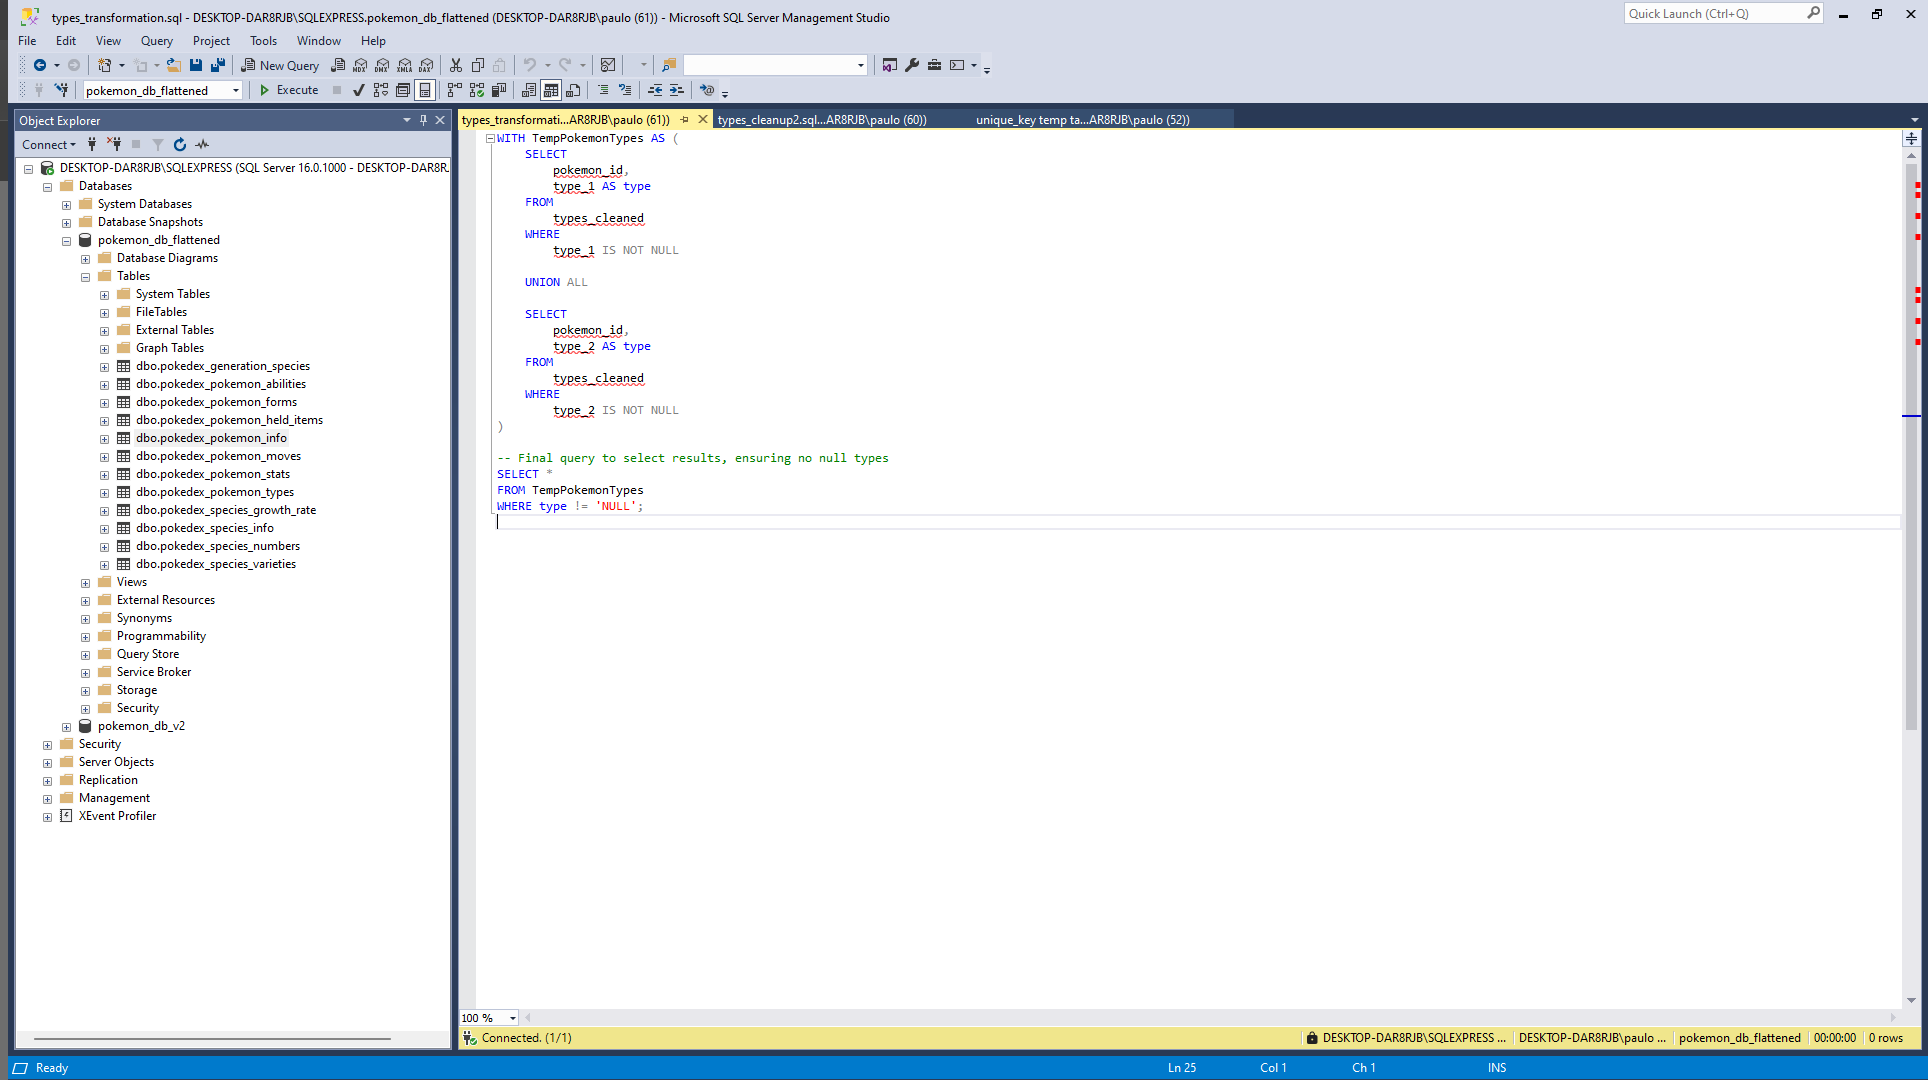 types_transformation.sql - DESKTOP-DAR8RJB\SQLEXPRESS.pokemon_db_flattened (DESKTOP-DAR8RJB\paulo (61)) - Microsoft SQL Server Management Studio
Quick Launch (Ctrl+Q)
File Edit View Query Project Tools Window Help
New Query MDX DMX XMLA DAX
pokemon_db_flattened Execute
Object Explorer
Connect
DESKTOP-DAR8RJB\SQLEXPRESS (SQL Server 16.0.1000 - DESKTOP-DAR8R
Databases
System Databases
Database Snapshots
pokemon_db_flattened
Database Diagrams
Tables
System Tables
FileTables
External Tables
Graph Tables
dbo.pokedex_generation_species
dbo.pokedex_pokemon_abilities
dbo.pokedex_pokemon_forms
dbo.pokedex_pokemon_held_items
dbo.pokedex_pokemon_info
dbo.pokedex_pokemon_moves
dbo.pokedex_pokemon_stats
dbo.pokedex_pokemon_types
dbo.pokedex_species_growth_rate
dbo.pokedex_species_info
dbo.pokedex_species_numbers
dbo.pokedex_species_varieties
Views
External Resources
Synonyms
Programmability
Query Store
Service Broker
Storage
Security
pokemon_db_v2
Security
Server Objects
Replication
Management
XEvent Profiler
types_transformati...AR8RJB\paulo (61)) types_cleanup2.sql...AR8RJB\paulo (60)) unique_key temp ta...AR8RJB\paulo (52))
WITH TempPokemonTypes AS (
SELECT
pokemon_id,
type_1 AS type
FROM
types_cleaned
WHERE
type_1 IS NOT NULL
UNION ALL
SELECT
pokemon_id,
type_2 AS type
FROM
types_cleaned
WHERE
type_2 IS NOT NULL
)
-- Final query to select results, ensuring no null types
SELECT *
FROM TempPokemonTypes
WHERE type != 'NULL';
100 %
Connected. (1/1) DESKTOP-DAR8RJB\SQLEXPRESS ... DESKTOP-DAR8RJB\paulo ... pokemon_db_flattened 00:00:00 0 rows
Ready Ln 25 Col 1 Ch 1 INS